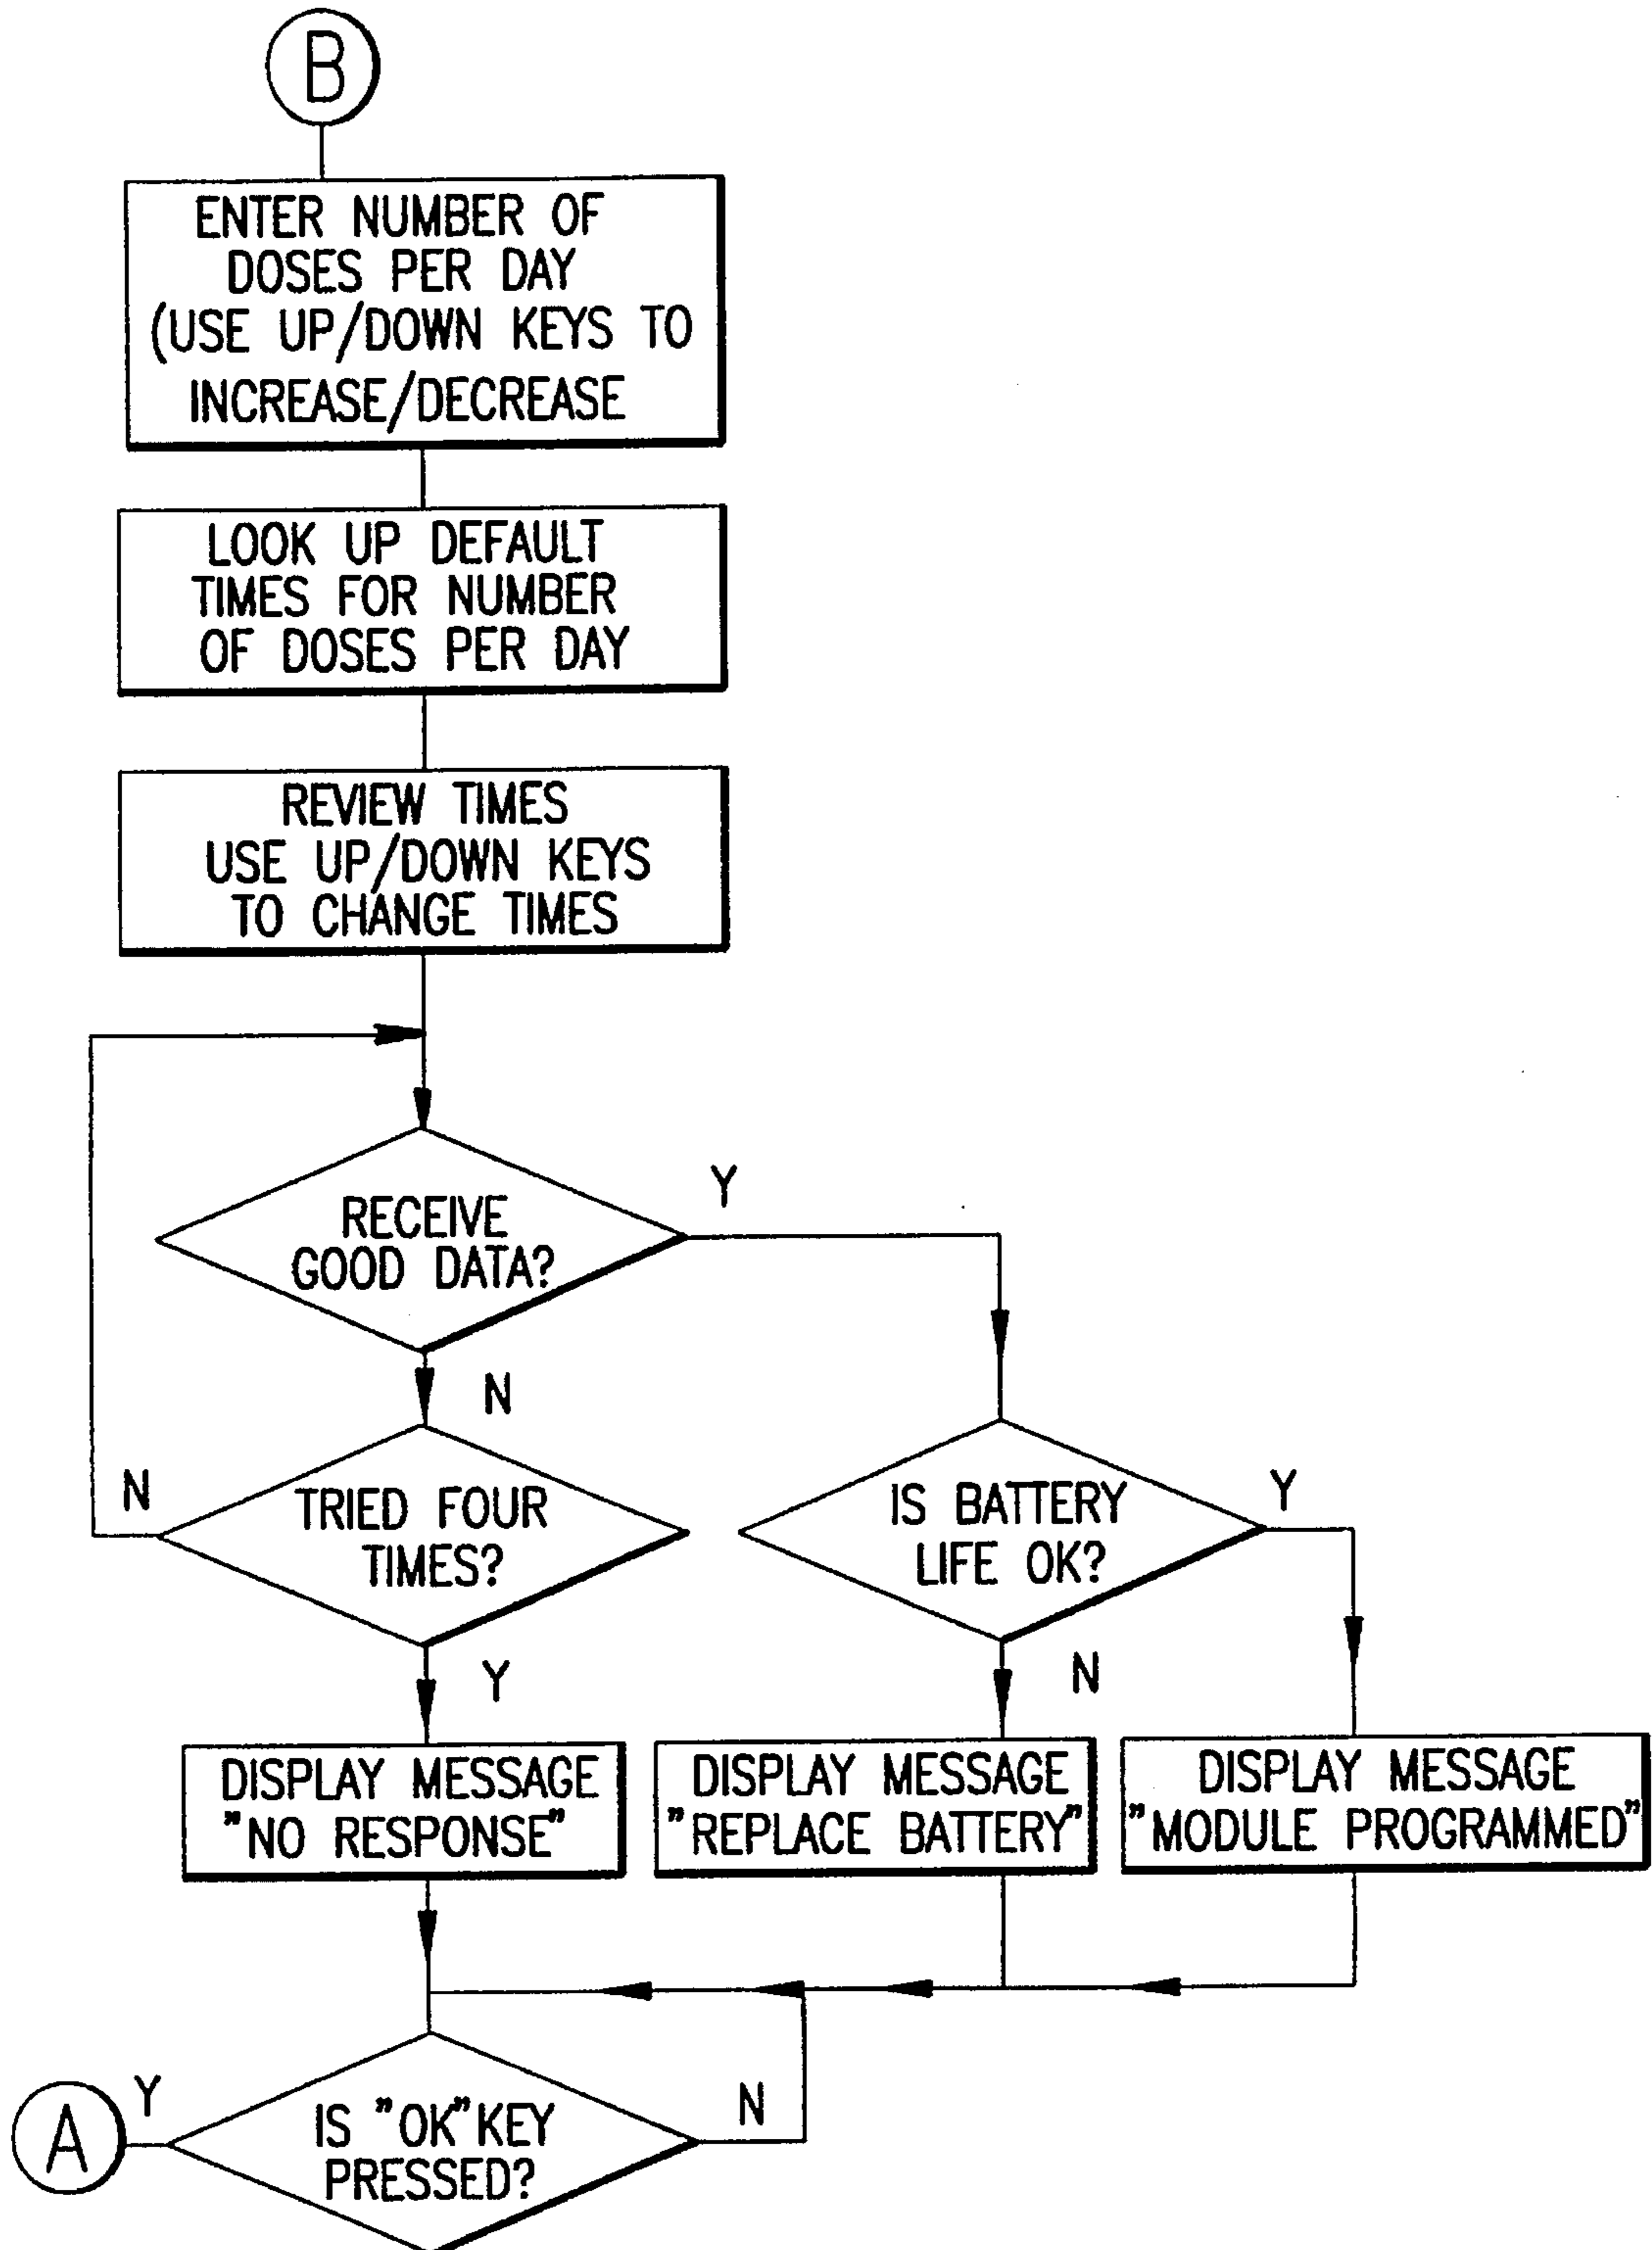 B
ENTER NUMBER OF
DOSES PER DAY
(USE UP/DOWN KEYS TO
INCREASE/DECREASE
LOOK UP DEFAULT
TIMES FOR NUMBER
OF DOSES PER DAY
REVIEW TIMES
USE UP/DOWN KEYS
TO CHANGE TIMES
RECEIVE
GOOD DATA?
Y
N
TRIED FOUR
TIMES?
N
Y
IS BATTERY
LIFE OK?
Y
N
DISPLAY MESSAGE
"NO RESPONSE"
DISPLAY MESSAGE
"REPLACE BATTERY"
DISPLAY MESSAGE
"MODULE PROGRAMMED"
IS "OK" KEY
PRESSED?
Y
N
A